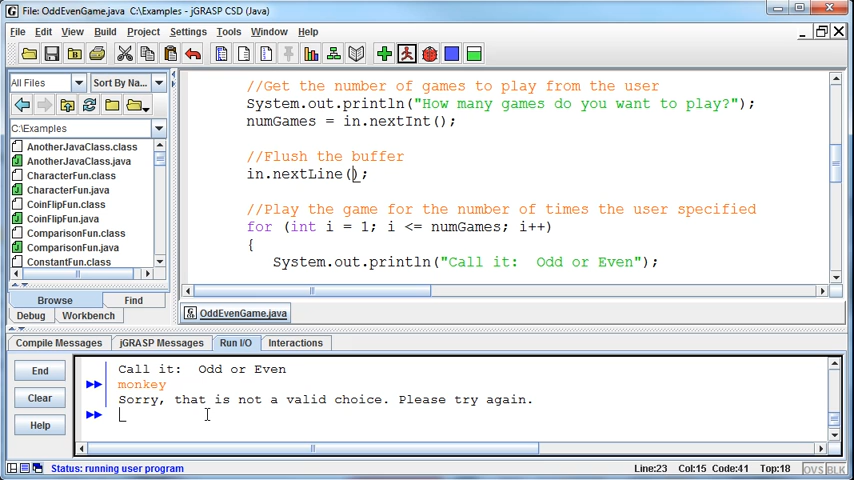 File: OddEvenGame.java  C:\Examples - jGRASP CSD (Java)
File Edit View Build Project Settings Tools Window Help
All Files Sort By Na...
C:\Examples
AnotherJavaClass.class
AnotherJavaClass.java
CharacterFun.class
CharacterFun.java
CoinFlipFun.class
CoinFlipFun.java
ComparisonFun.class
ComparisonFun.java
ConstantFun.class
Browse Find
Debug Workbench
//Get the number of games to play from the user
System.out.println("How many games do you want to play?");
numGames = in.nextInt();
//Flush the buffer
in.nextLine();
//Play the game for the number of times the user specified
for (int i = 1; i <= numGames; i++)
{
System.out.println("Call it:  Odd or Even");
OddEvenGame.java
Compile Messages jGRASP Messages Run I/O Interactions
End
Clear
Help
Call it:  Odd or Even
monkey
Sorry, that is not a valid choice. Please try again.
Status: running user program Line:23 Col:15 Code:41 Top:18 OVS BLK